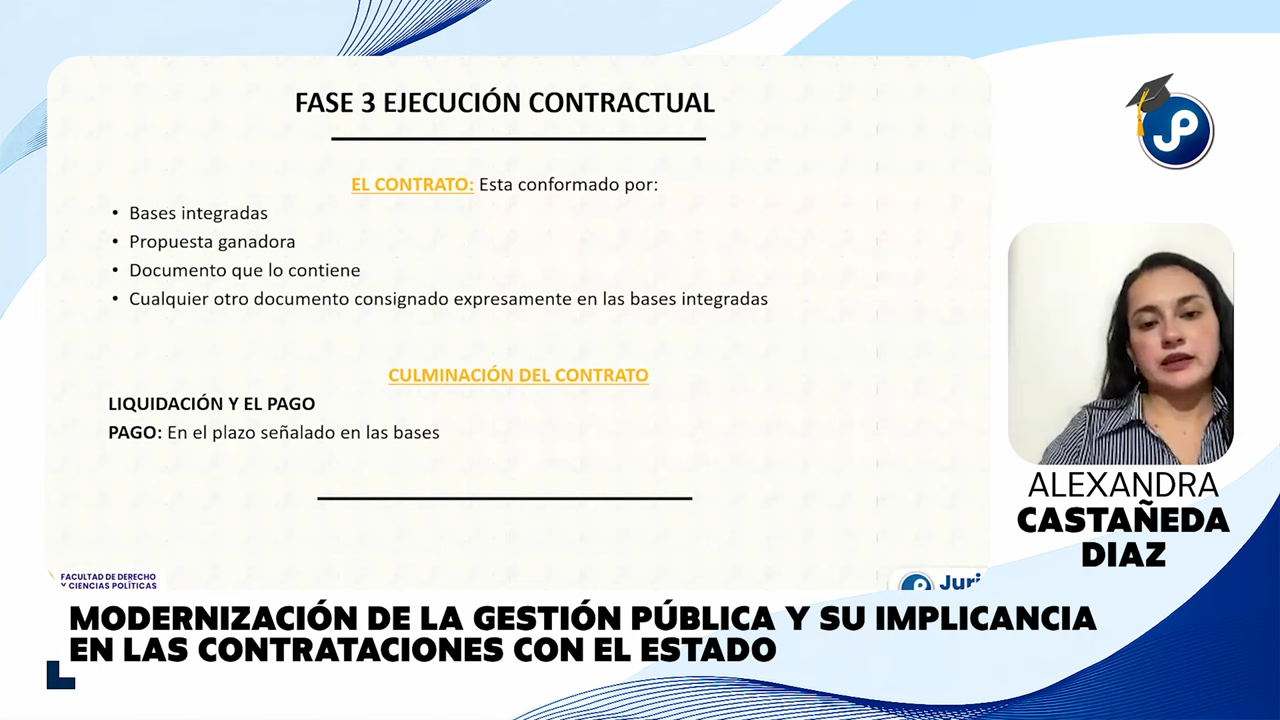 FASE 3 EJECUCIÓN CONTRACTUAL
EL CONTRATO: Esta conformado por:
• Bases integradas
• Propuesta ganadora
• Documento que lo contiene
• Cualquier otro documento consignado expresamente en las bases integradas
CULMINACIÓN DEL CONTRATO
LIQUIDACIÓN Y EL PAGO
PAGO: En el plazo señalado en las bases
FACULTAD DE DERECHO
Y CIENCIAS POLÍTICAS
JP
ALEXANDRA
CASTAÑEDA
DIAZ
MODERNIZACIÓN DE LA GESTIÓN PÚBLICA Y SU IMPLICANCIA
EN LAS CONTRATACIONES CON EL ESTADO